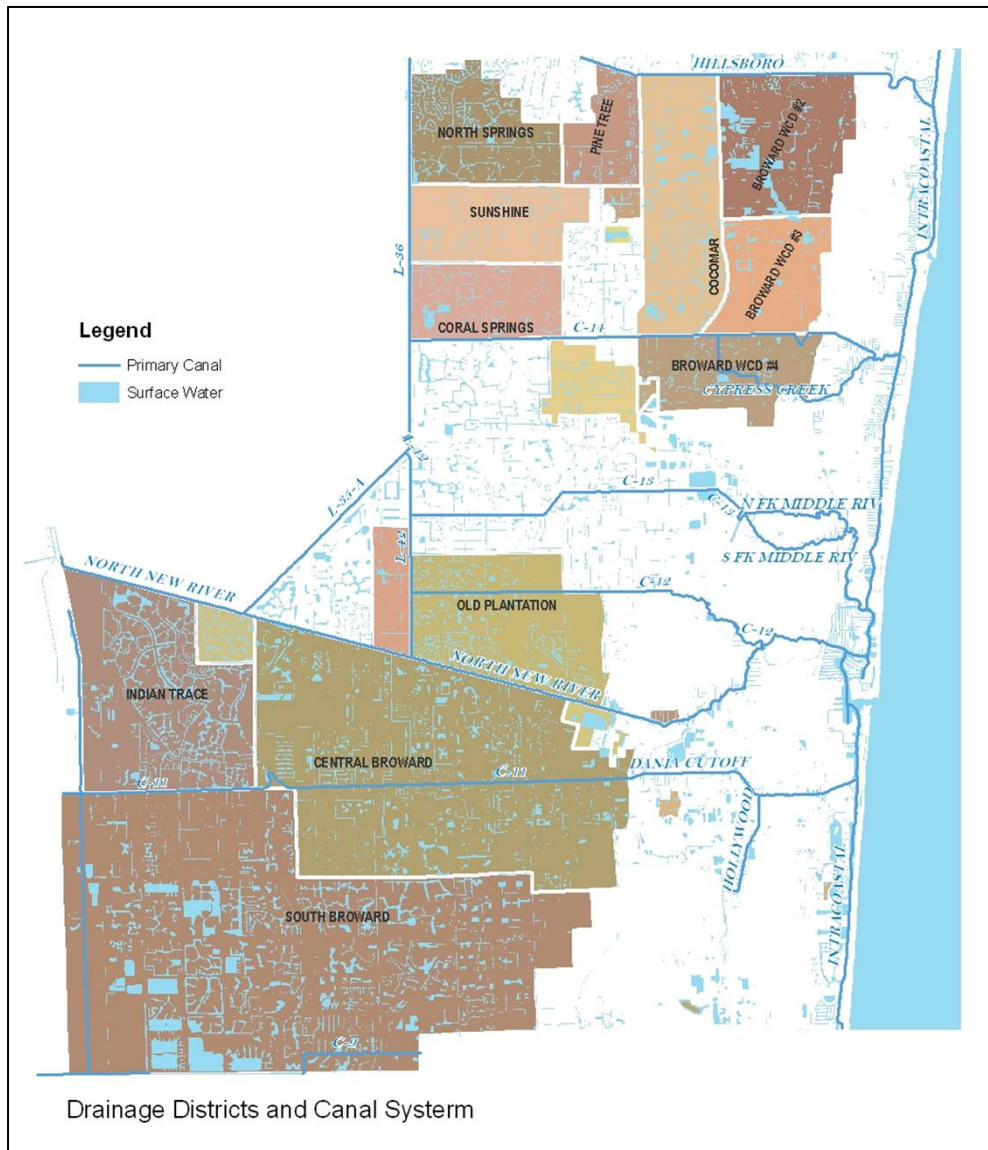 HILLSBORO
NORTH SPRINGS
PINE TREE
BROWARD WCD #2
INTRACOASTAL
SUNSHINE
COCOMAR
BROWARD WCD #3
L-36
Legend
Primary Canal
Surface Water
CORAL SPRINGS
C-14
BROWARD WCD #4
CYPRESS CREEK
L-35-A
C-13
C-13
N FK MIDDLE RIV
S FK MIDDLE RIV
L-42
NORTH NEW RIVER
C-12
OLD PLANTATION
C-12
NORTH NEW RIVER
INDIAN TRACE
CENTRAL BROWARD
C-11
C-11
DANIA CUTOFF
HOLLYWOOD
SOUTH BROWARD
INTRACOASTAL
C-9
Drainage Districts and Canal Systerm